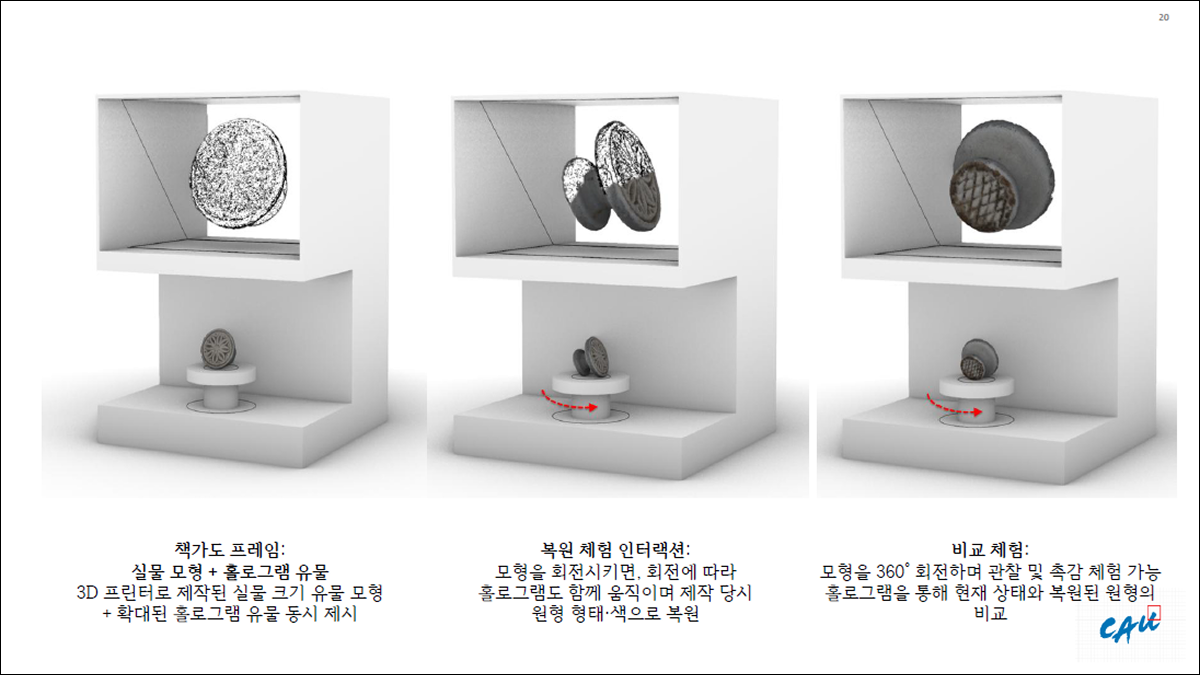 20
책가도 프레임:
실물 모형 + 홀로그램 유물
3D 프린터로 제작된 실물 크기 유물 모형
+ 확대된 홀로그램 유물 동시 제시
복원 체험 인터랙션:
모형을 회전시키면, 회전에 따라
홀로그램도 함께 움직이며 제작 당시
원형 형태·색으로 복원
비교 체험:
모형을 360˚ 회전하며 관찰 및 촉감 체험 가능
홀로그램을 통해 현재 상태와 복원된 원형의
비교
CAU